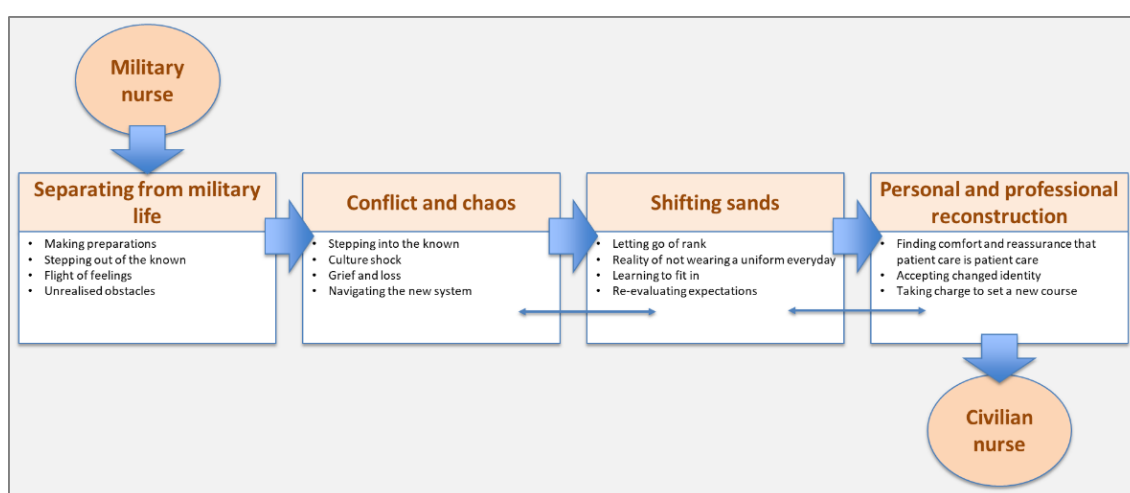 Military
nurse
Separating from military
life
• Making preparations
• Stepping out of the known
• Flight of feelings
• Unrealised obstacles
Conflict and chaos
• Stepping into the known
• Culture shock
• Grief and loss
• Navigating the new system
Shifting sands
• Letting go of rank
• Reality of not wearing a uniform everyday
• Learning to fit in
• Re-evaluating expectations
Personal and professional
reconstruction
• Finding comfort and reassurance that
patient care is patient care
• Accepting changed identity
• Taking charge to set a new course
Civilian
nurse